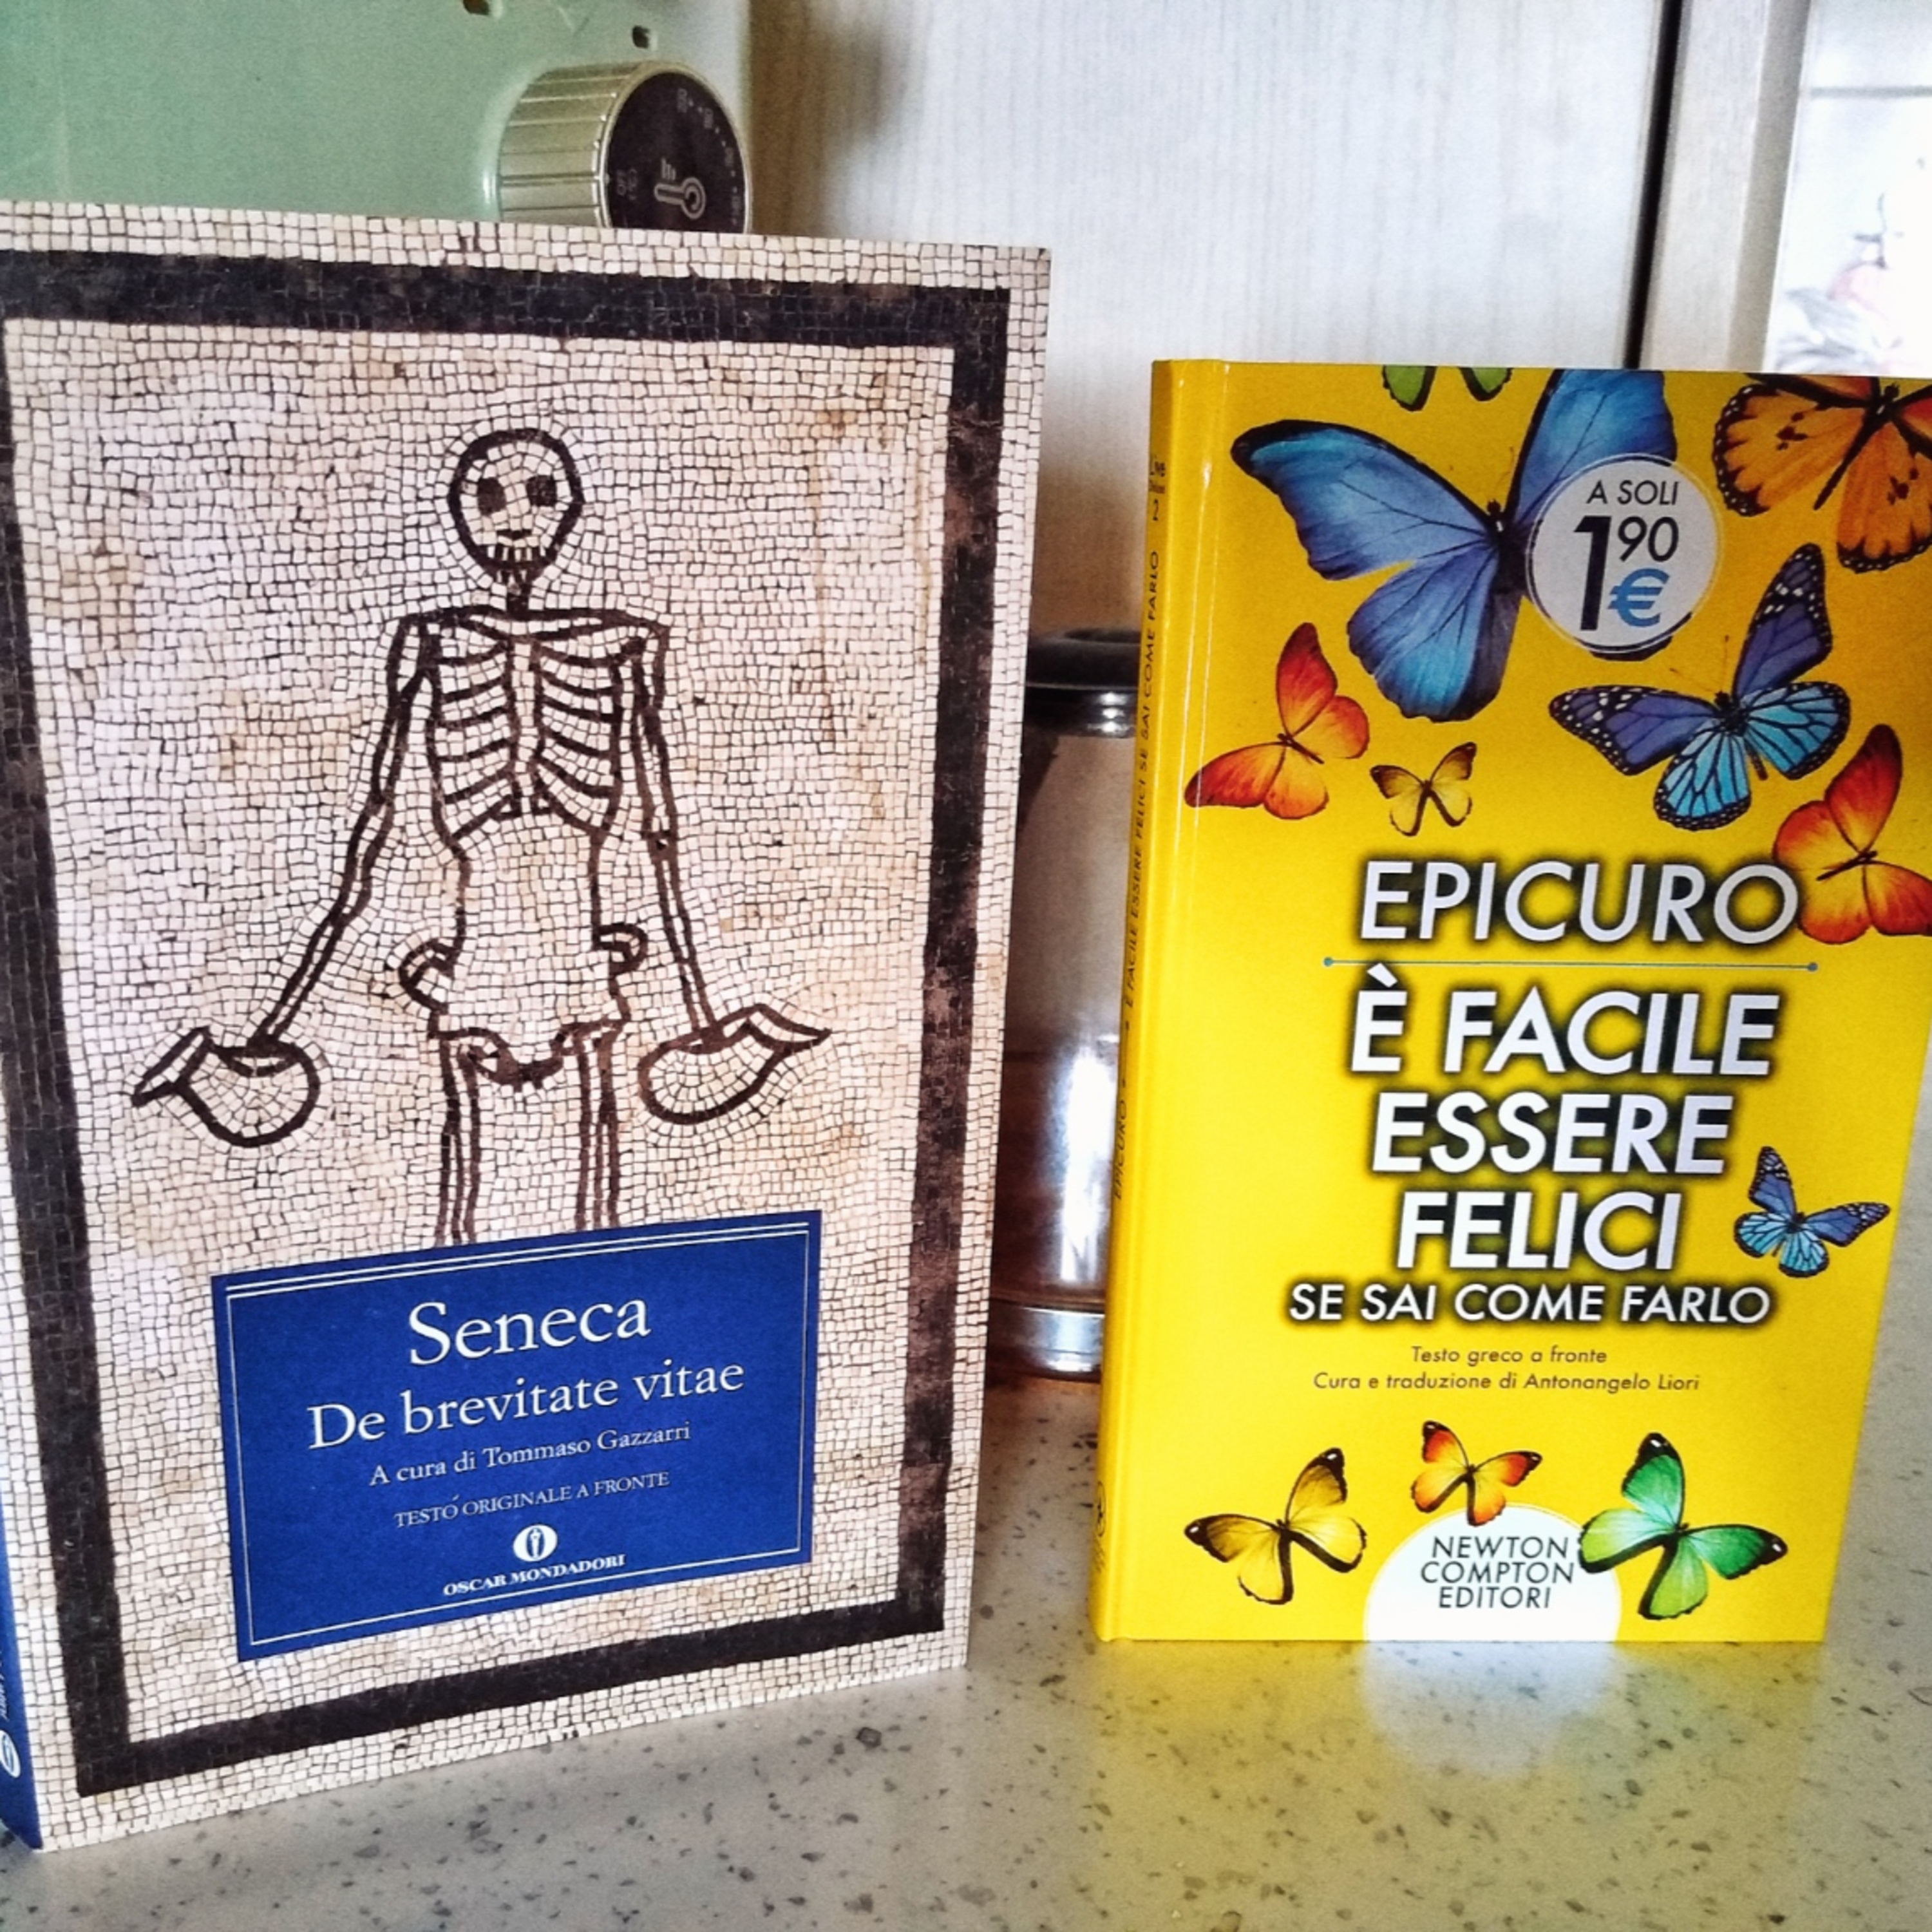 Seneca
De brevitate vitae
A cura di Tommaso Gazzarri
TESTO ORIGINALE A FRONTE
OSCAR MONDADORI
EPICURO È FACILE ESSERE FELICI SE SAI COME FARLO
2
A SOLI
1,90
€
EPICURO
È FACILE
ESSERE
FELICI
SE SAI COME FARLO
Testo greco a fronte
Cura e traduzione di Antonangelo Liori
NEWTON
COMPTON
EDITORI
OFF